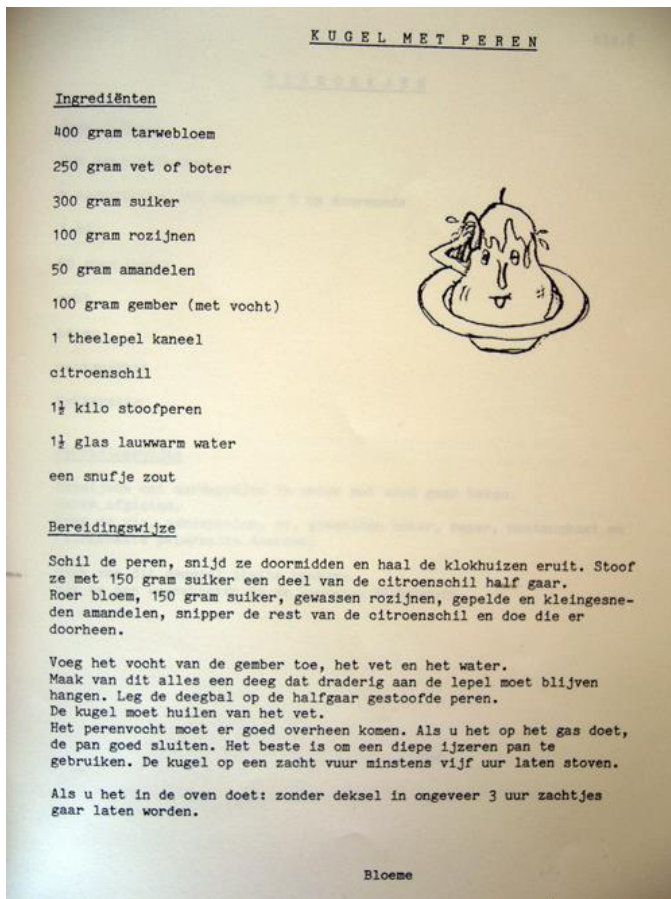 KUGEL MET PEREN
Ingrediënten
400 gram tarwebloem
250 gram vet of boter
300 gram suiker
100 gram rozijnen
50 gram amandelen
100 gram gember (met vocht)
1 theelepel kaneel
citroenschil
1½ kilo stoofperen
1½ glas lauwwarm water
een snufje zout
Bereidingswijze
Schil de peren, snijd ze doormidden en haal de klokhuizen eruit. Stoof
ze met 150 gram suiker een deel van de citroenschil half gaar.
Roer bloem, 150 gram suiker, gewassen rozijnen, gepelde en kleingesne-
den amandelen, snipper de rest van de citroenschil en doe die er
doorheen.
Voeg het vocht van de gember toe, het vet en het water.
Maak van dit alles een deeg dat draderig aan de lepel moet blijven
hangen. Leg de deegbal op de halfgaar gestoofde peren.
De kugel moet huilen van het vet.
Het perenvocht moet er goed overheen komen. Als u het op het gas doet,
de pan goed sluiten. Het beste is om een diepe ijzeren pan te
gebruiken. De kugel op een zacht vuur minstens vijf uur laten stoven.
Als u het in de oven doet: zonder deksel in ongeveer 3 uur zachtjes
gaar laten worden.
Bloeme